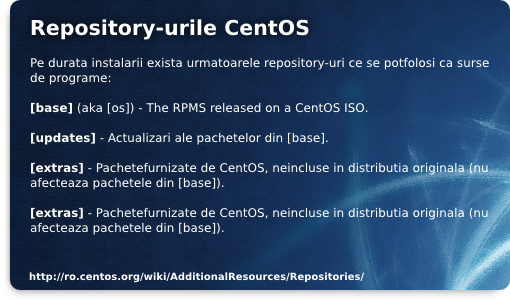 Repository-urile CentOS
Pe durata instalarii exista urmatoarele repository-uri ce se potfolosi ca surse
de programe:
[base] (aka [os]) - The RPMS released on a CentOS ISO.
[updates] - Actualizari ale pachetelor din [base].
[extras] - Pachetefurnizate de CentOS, neincluse in distributia originala (nu
afecteaza pachetele din [base]).
[extras] - Pachetefurnizate de CentOS, neincluse in distributia originala (nu
afecteaza pachetele din [base]).
http://ro.centos.org/wiki/AdditionalResources/Repositories/